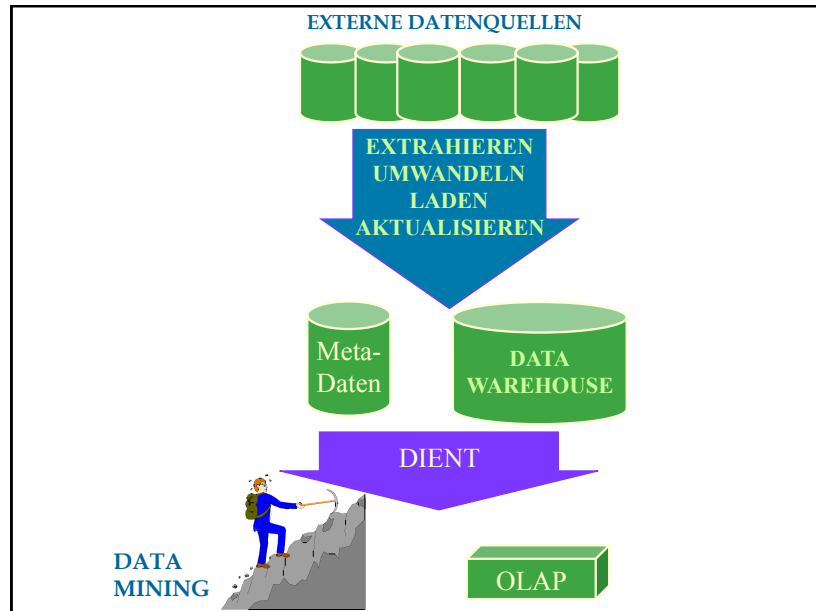 EXTERNE DATENQUELLEN
EXTRAHIEREN
UMWANDELN
LADEN
AKTUALISIEREN
Meta-
Daten
DATA
WAREHOUSE
DIENT
DATA
MINING
OLAP